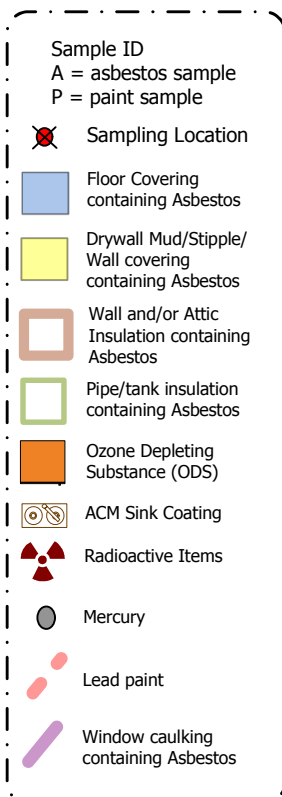 Sample ID
A = asbestos sample
P = paint sample
Sampling Location
Floor Covering
containing Asbestos
Drywall Mud/Stipple/
Wall covering
containing Asbestos
Wall and/or Attic
Insulation containing
Asbestos
Pipe/tank insulation
containing Asbestos
Ozone Depleting
Substance (ODS)
ACM Sink Coating
Radioactive Items
Mercury
Lead paint
Window caulking
containing Asbestos